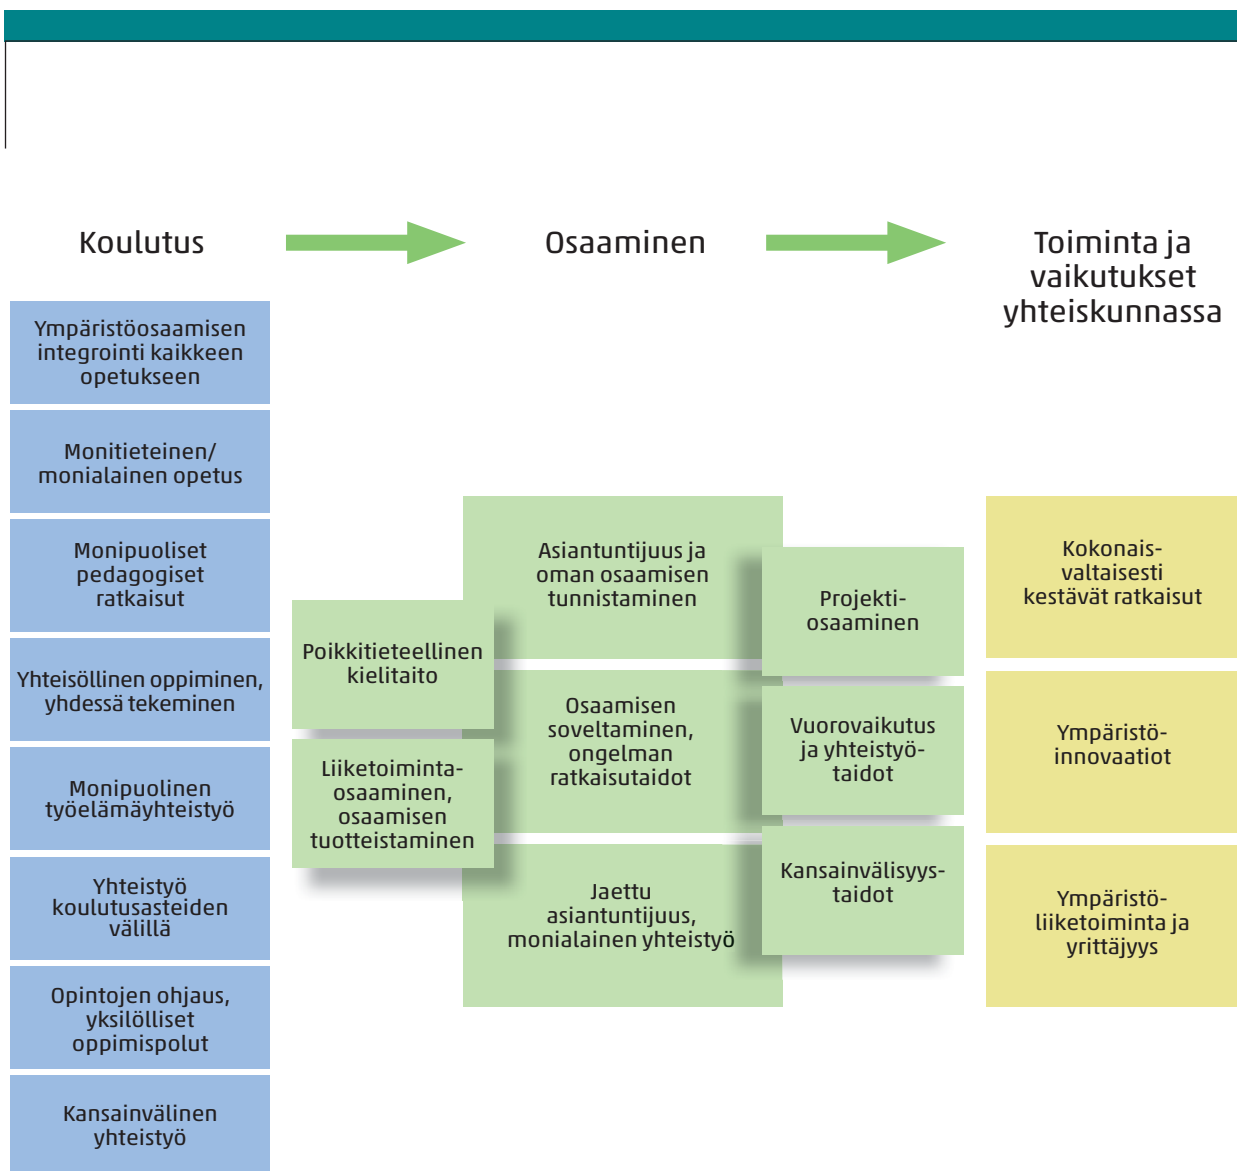 Koulutus
Osaaminen
Toiminta ja
vaikutukset
yhteiskunnassa
Ympäristöosaamisen
integrointi kaikkeen
opetukseen
Monitieteinen/
monialainen opetus
Monipuoliset
pedagogiset
ratkaisut
Yhteisöllinen oppiminen,
yhdessä tekeminen
Monipuolinen
työelämäyhteistyö
Yhteistyö
koulutusasteiden
välillä
Opintojen ohjaus,
yksilölliset
oppimispolut
Kansainvälinen
yhteistyö
Poikkitieteellinen
kielitaito
Liiketoiminta-
osaaminen,
osaamisen
tuotteistaminen
Asiantuntijuus ja
oman osaamisen
tunnistaminen
Osaamisen
soveltaminen,
ongelman
ratkaisutaidot
Jaettu
asiantuntijuus,
monialainen yhteistyö
Projekti-
osaaminen
Vuorovaikutus
ja yhteistyö-
taidot
Kansainvälisyys-
taidot
Kokonais-
valtaisesti
kestävät ratkaisut
Ympäristö-
innovaatiot
Ympäristö-
liiketoiminta ja
yrittäjyys